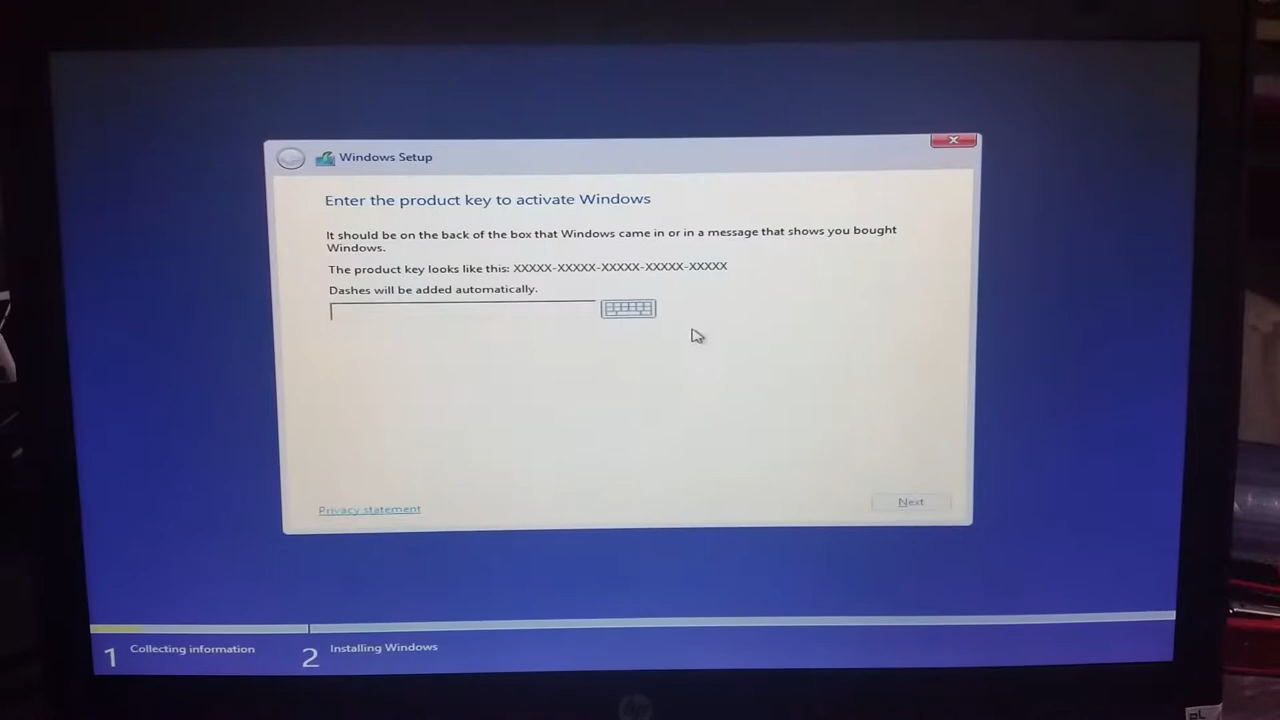 Windows Setup
Enter the product key to activate Windows
It should be on the back of the box that Windows came in or in a message that shows you bought
Windows.
The product key looks like this: XXXXX-XXXXX-XXXXX-XXXXX-XXXXX
Dashes will be added automatically.
Privacy statement
Next
1 Collecting information
2 Installing Windows
hp